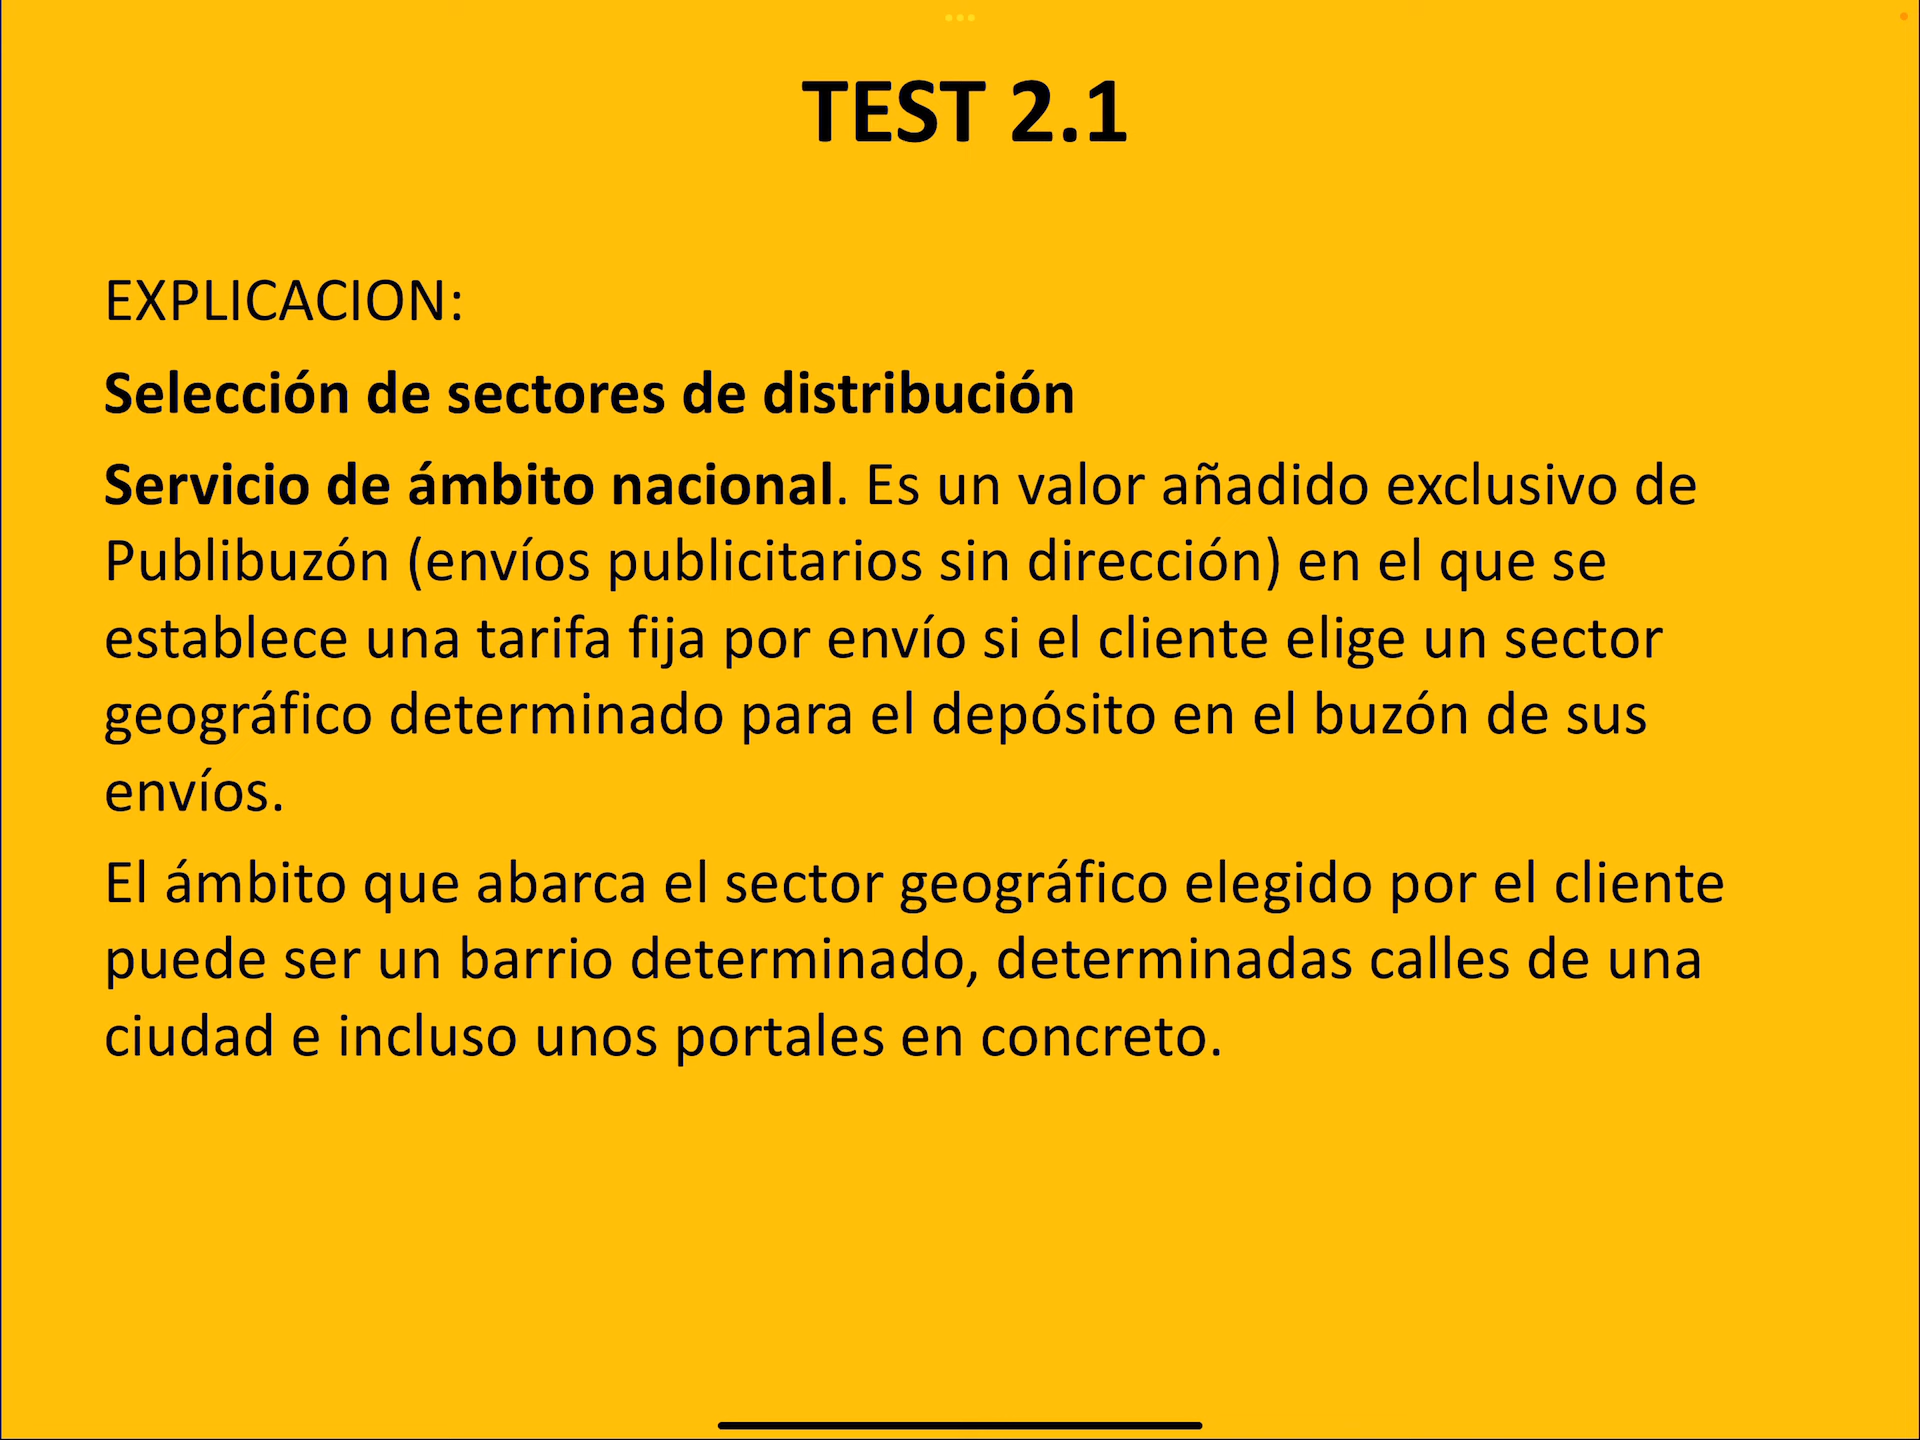 TEST 2.1
EXPLICACION:
Selección de sectores de distribución
Servicio de ámbito nacional. Es un valor añadido exclusivo de
Publibuzón (envíos publicitarios sin dirección) en el que se
establece una tarifa fija por envío si el cliente elige un sector
geográfico determinado para el depósito en el buzón de sus
envíos.
El ámbito que abarca el sector geográfico elegido por el cliente
puede ser un barrio determinado, determinadas calles de una
ciudad e incluso unos portales en concreto.